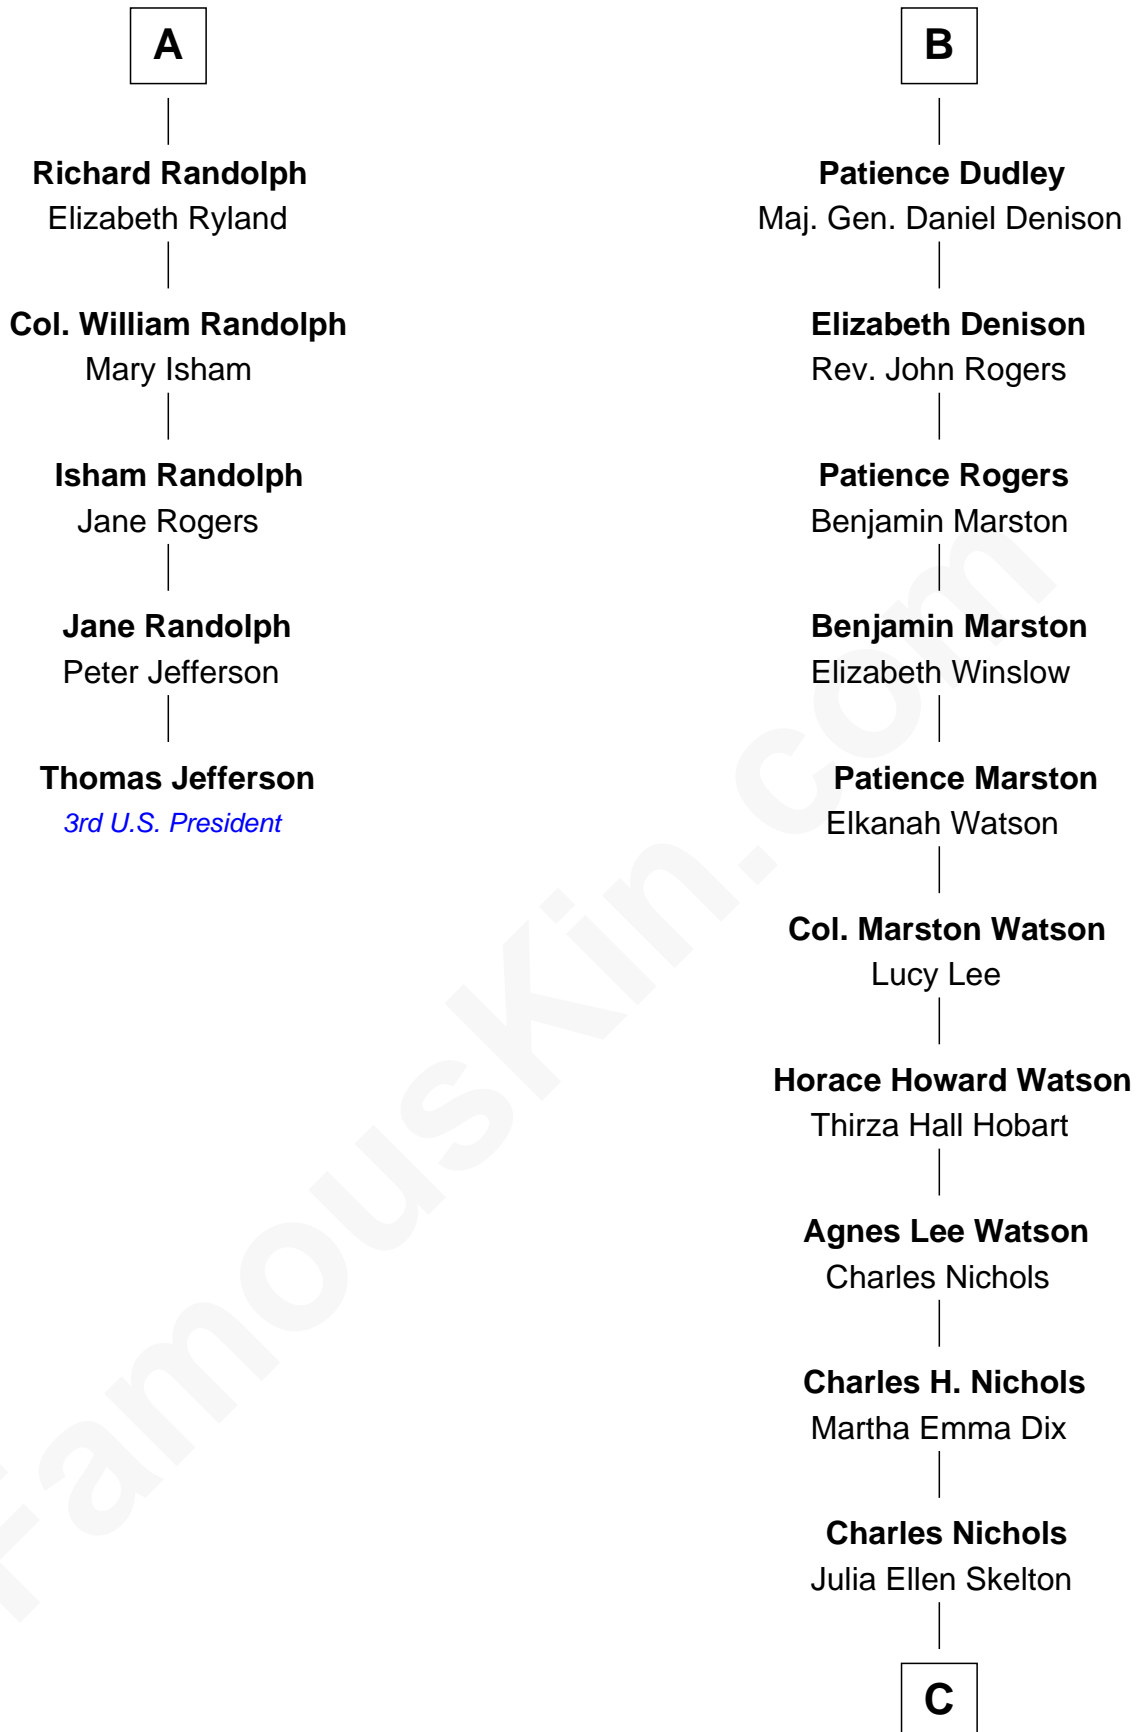 A
Richard Randolph
Elizabeth Ryland
Col. William Randolph
Mary Isham
Isham Randolph
Jane Rogers
Jane Randolph
Peter Jefferson
Thomas Jefferson
3rd U.S. President
B
Patience Dudley
Maj. Gen. Daniel Denison
Elizabeth Denison
Rev. John Rogers
Patience Rogers
Benjamin Marston
Benjamin Marston
Elizabeth Winslow
Patience Marston
Elkanah Watson
Col. Marston Watson
Lucy Lee
Horace Howard Watson
Thirza Hall Hobart
Agnes Lee Watson
Charles Nichols
Charles H. Nichols
Martha Emma Dix
Charles Nichols
Julia Ellen Skelton
C
FamousKin.com